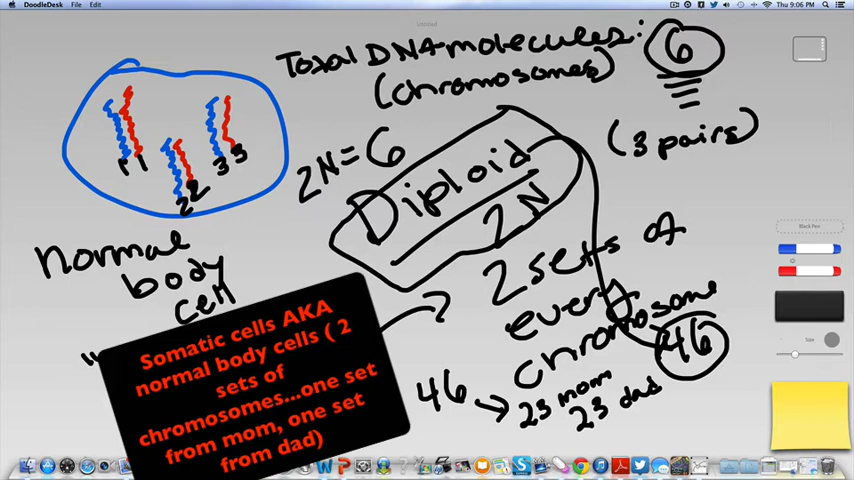 DoodleDesk File Edit
Thu 9:06 PM
Untitled
Total DNA molecules: 6
(chromosomes)
(3 pairs)
1 1
2 2
3 3
2N=6
Diploid
2N
Normal
body
cell
2 sets of
every
chromosome
46
46 → 23 mom
23 dad
Somatic cells AKA
normal body cells ( 2
sets of
chromosomes...one set
from mom, one set
from dad)
Black Pen
Size